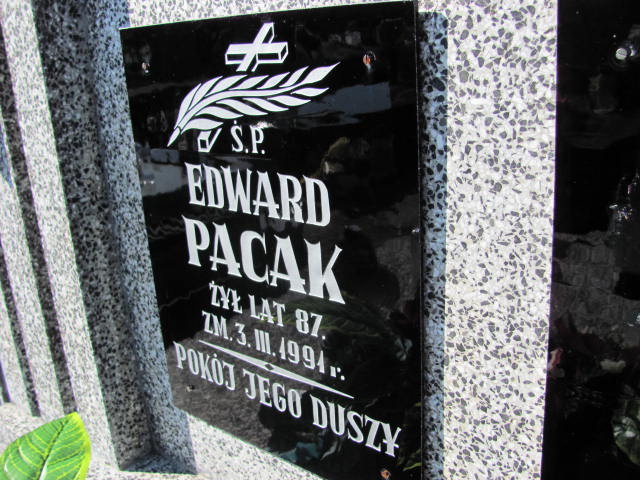 Ś.P.
EDWARD
PACAK
ŻYŁ LAT 87.
ZM. 3. III. 1991 r.
POKÓJ JEGO DUSZY